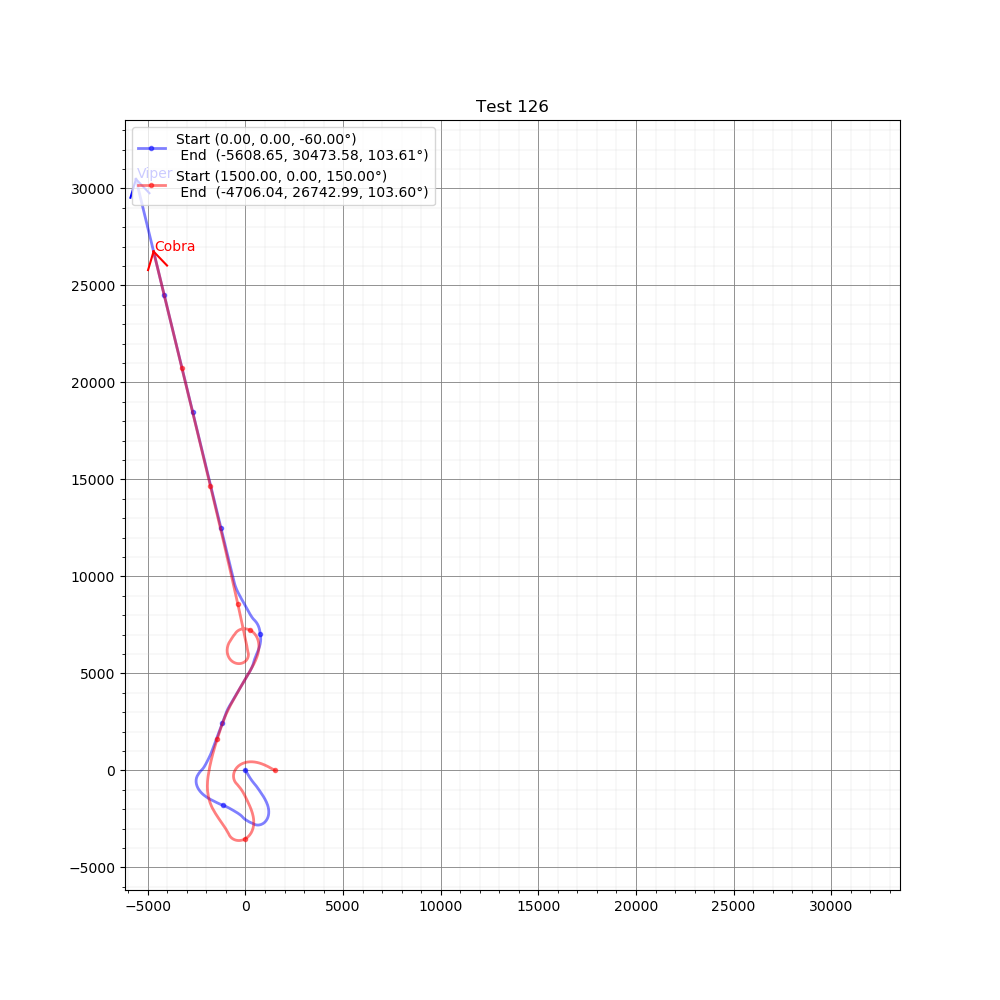 Test 126
Start (0.00, 0.00, -60.00°)
End (-5608.65, 30473.58, 103.61°)
Start (1500.00, 0.00, 150.00°)
End (-4706.04, 26742.99, 103.60°)
Viper
Cobra
30000
25000
20000
15000
10000
5000
0
−5000
−5000 0 5000 10000 15000 20000 25000 30000